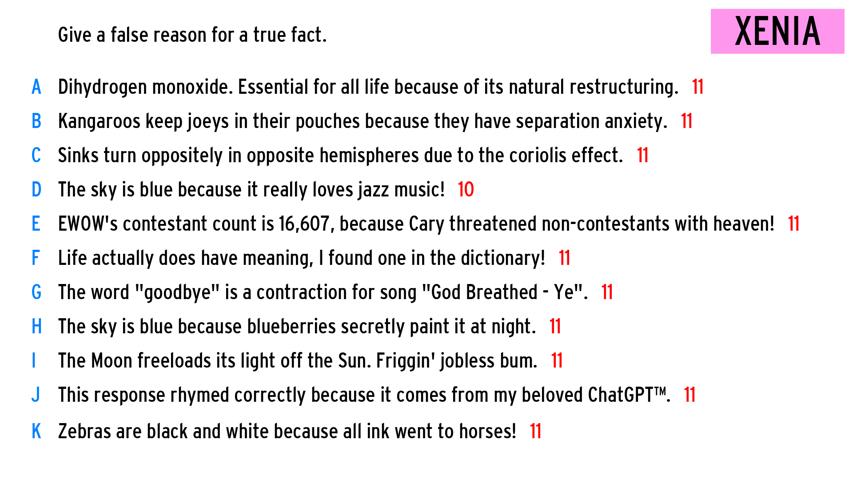 Give a false reason for a true fact.
XENIA
A Dihydrogen monoxide. Essential for all life because of its natural restructuring. 11
B Kangaroos keep joeys in their pouches because they have separation anxiety. 11
C Sinks turn oppositely in opposite hemispheres due to the coriolis effect. 11
D The sky is blue because it really loves jazz music! 10
E EWOW's contestant count is 16,607, because Cary threatened non-contestants with heaven! 11
F Life actually does have meaning, I found one in the dictionary! 11
G The word "goodbye" is a contraction for song "God Breathed - Ye". 11
H The sky is blue because blueberries secretly paint it at night. 11
I The Moon freeloads its light off the Sun. Friggin' jobless bum. 11
J This response rhymed correctly because it comes from my beloved ChatGPT™. 11
K Zebras are black and white because all ink went to horses! 11